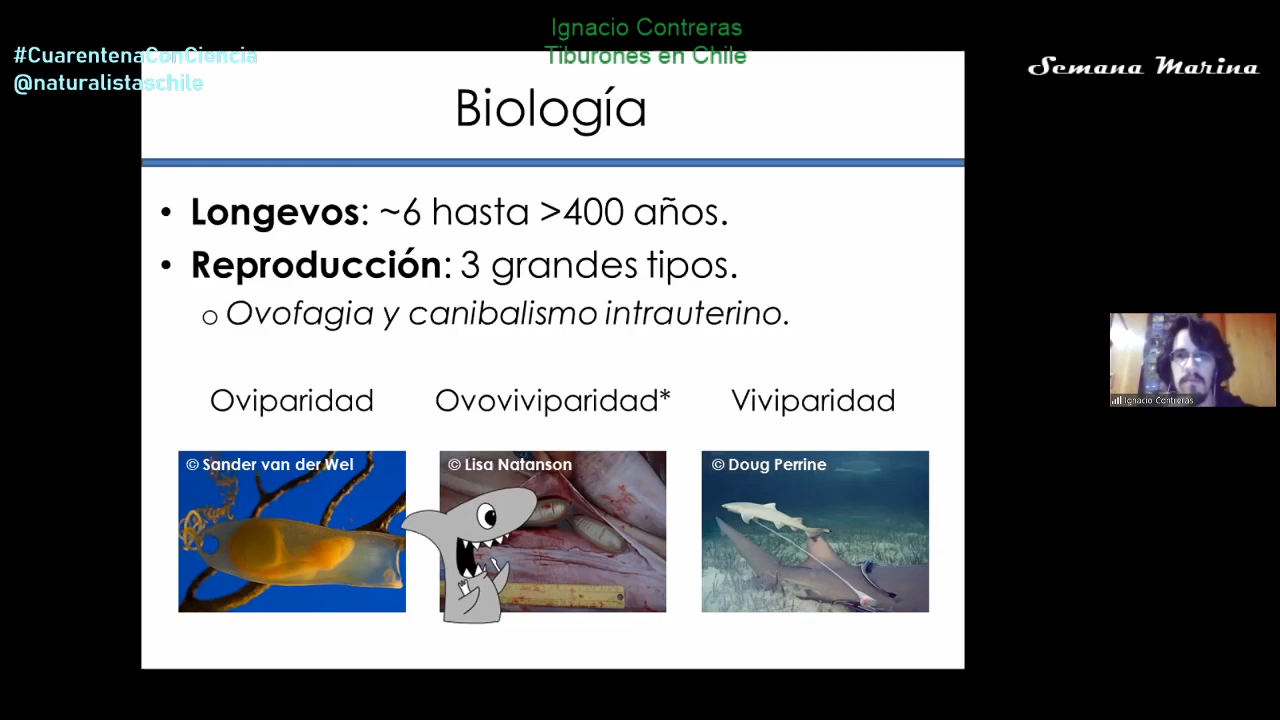 Ignacio Contreras
Tiburones en Chile
#CuarentenaConCiencia
@naturalistaschile
Semana Marina
Biología
• Longevos: ~6 hasta >400 años.
• Reproducción: 3 grandes tipos.
o Ovofagia y canibalismo intrauterino.
Oviparidad
Ovoviviparidad*
Viviparidad
© Sander van der Wel
© Lisa Natanson
© Doug Perrine
Ignacio Contreras